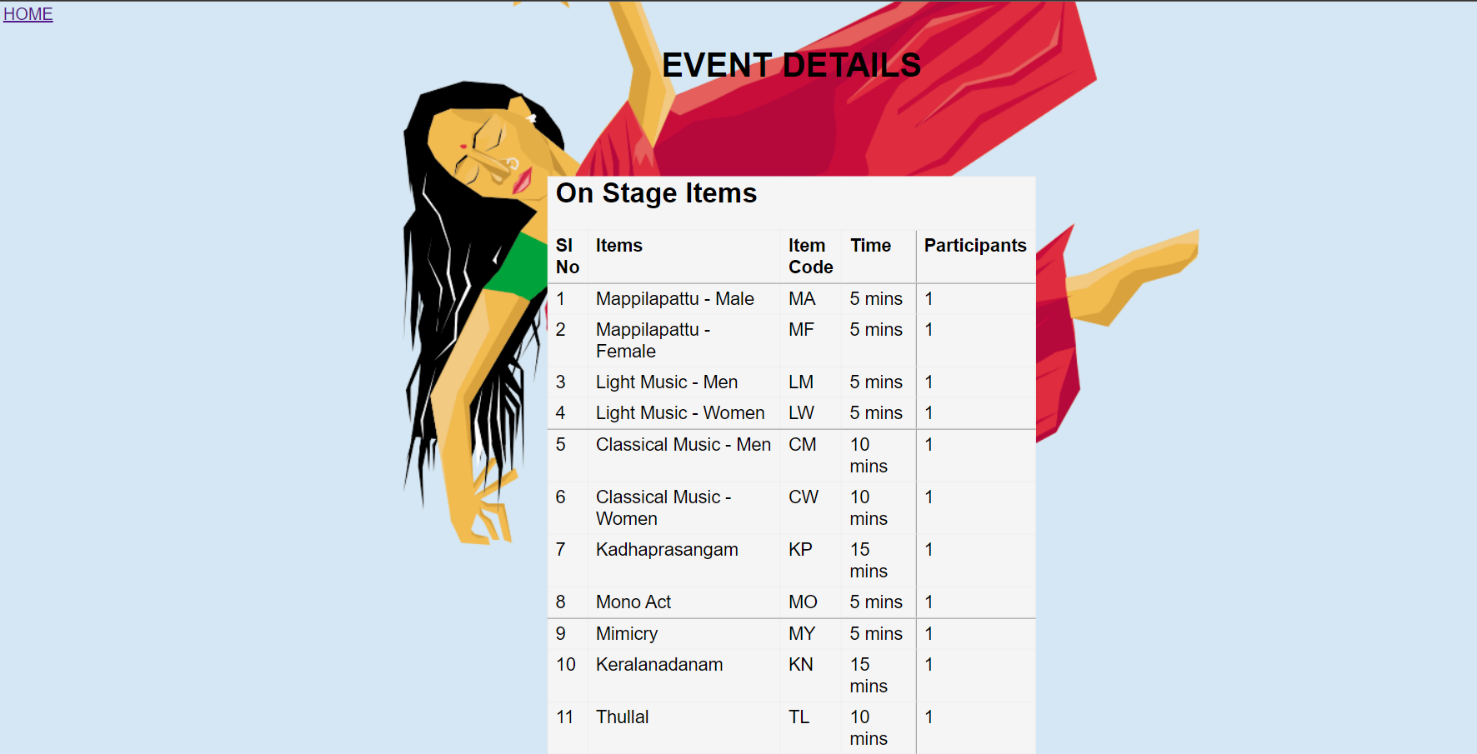 HOME
EVENT DETAILS
On Stage Items
Sl No Items Item Code Time Participants
1 Mappilapattu - Male MA 5 mins 1
2 Mappilapattu - Female MF 5 mins 1
3 Light Music - Men LM 5 mins 1
4 Light Music - Women LW 5 mins 1
5 Classical Music - Men CM 10 mins 1
6 Classical Music - Women CW 10 mins 1
7 Kadhaprasangam KP 15 mins 1
8 Mono Act MO 5 mins 1
9 Mimicry MY 5 mins 1
10 Keralanadanam KN 15 mins 1
11 Thullal TL 10 mins 1